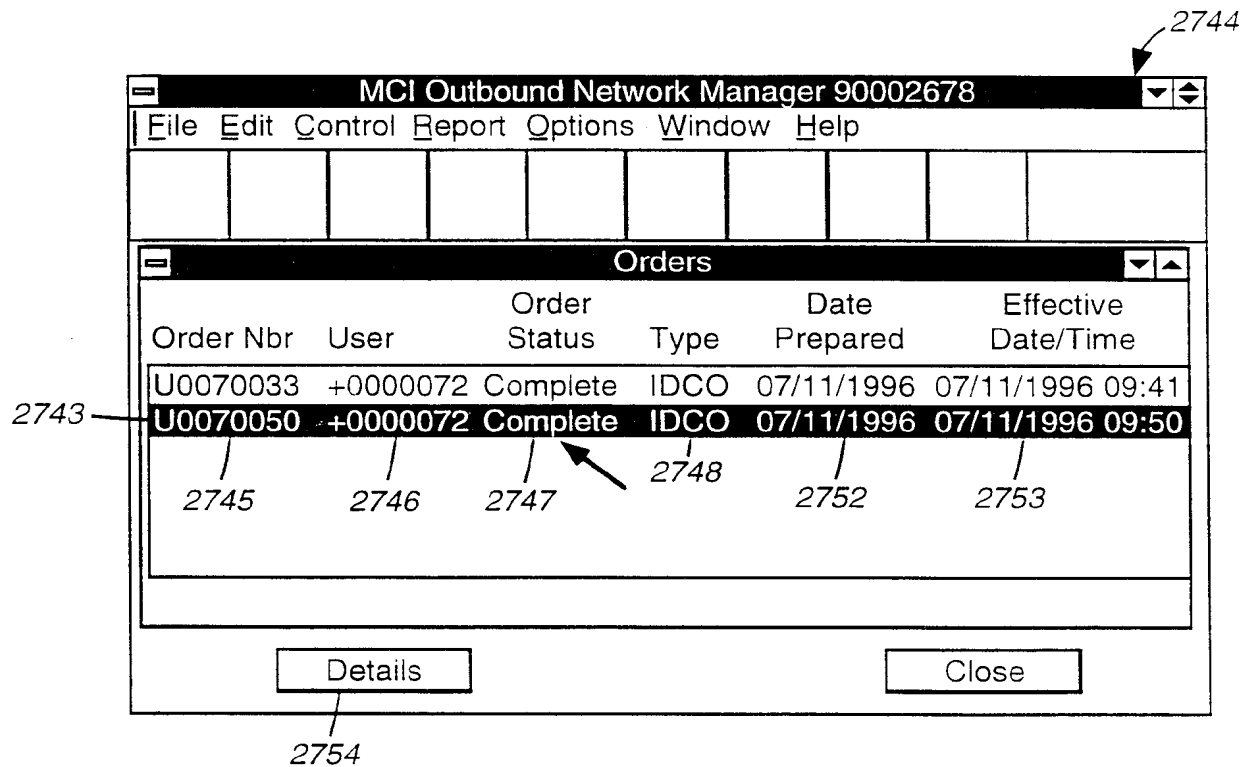 2744
MCI Outbound Network Manager 90002678
File Edit Control Report Options Window Help
Orders
Order Nbr User Order Status Type Date Prepared Effective Date/Time
U0070033 +0000072 Complete IDCO 07/11/1996 07/11/1996 09:41
2743 U0070050 +0000072 Complete IDCO 07/11/1996 07/11/1996 09:50
2745 2746 2747 2748 2752 2753
Details Close
2754